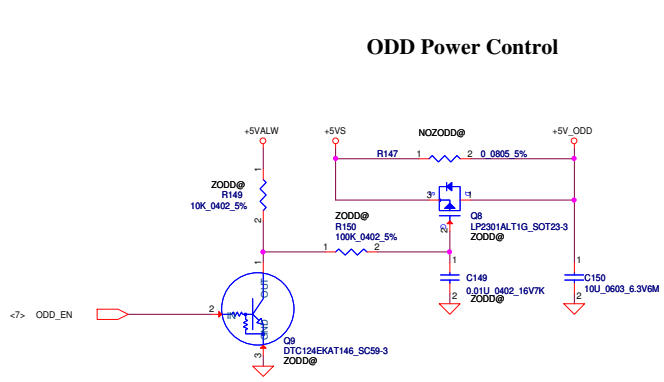 ODD Power Control
+5VALW
+5VS
NOZODD@
+5V_ODD
R147 1 2 0_0805_5%
1
ZODD@
R149
10K_0402_5%
2
3 S D 1
G
2
Q8
LP2301ALT1G_SOT23-3
ZODD@
ZODD@
R150
100K_0402_5%
1 2
1
C149
0.01U_0402_16V7K
2
ZODD@
1
C150
10U_0603_6.3V6M
2
1
OUT
<7> ODD_EN
2
IN
GND
3
Q9
DTC124EKAT146_SC59-3
ZODD@